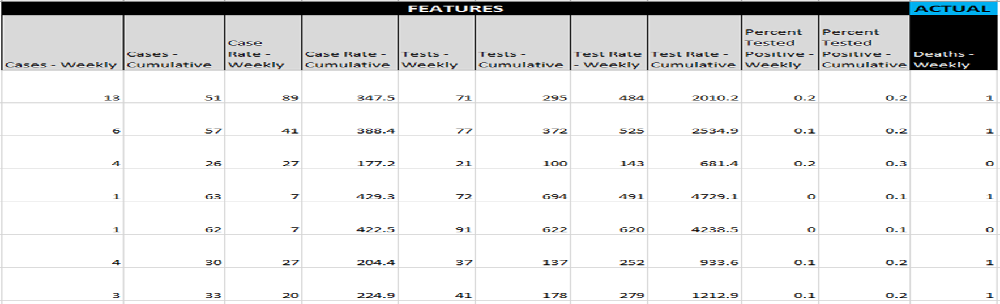 FEATURES ACTUAL
Cases - Weekly Cases - Cumulative Case Rate - Weekly Case Rate - Cumulative Tests - Weekly Tests - Cumulative Test Rate - Weekly Test Rate - Cumulative Percent Tested Positive - Weekly Percent Tested Positive - Cumulative Deaths - Weekly
13 51 89 347.5 71 295 484 2010.2 0.2 0.2 1
6 57 41 388.4 77 372 525 2534.9 0.1 0.2 1
4 26 27 177.2 21 100 143 681.4 0.2 0.3 0
1 63 7 429.3 72 694 491 4729.1 0 0.1 1
1 62 7 422.5 91 622 620 4238.5 0 0.1 0
4 30 27 204.4 37 137 252 933.6 0.1 0.2 1
3 33 20 224.9 41 178 279 1212.9 0.1 0.2 1